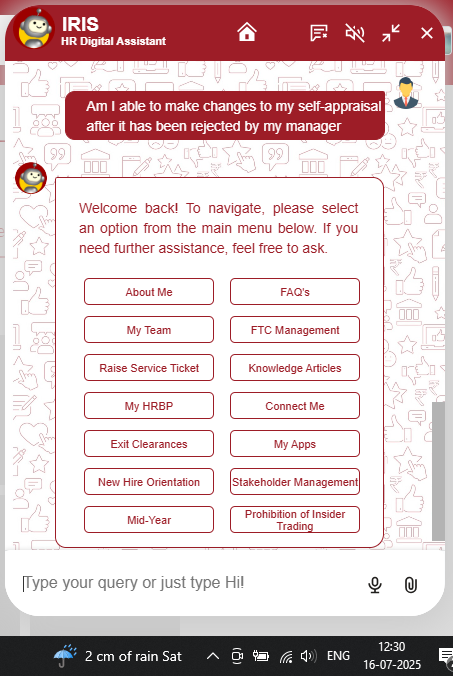 IRIS
HR Digital Assistant
Am I able to make changes to my self-appraisal
after it has been rejected by my manager
Welcome back! To navigate, please select
an option from the main menu below. If you
need further assistance, feel free to ask.
About Me
FAQ's
My Team
FTC Management
Raise Service Ticket
Knowledge Articles
My HRBP
Connect Me
Exit Clearances
My Apps
New Hire Orientation
Stakeholder Management
Mid-Year
Prohibition of Insider
Trading
Type your query or just type Hi!
2 cm of rain Sat
ENG
12:30
16-07-2025